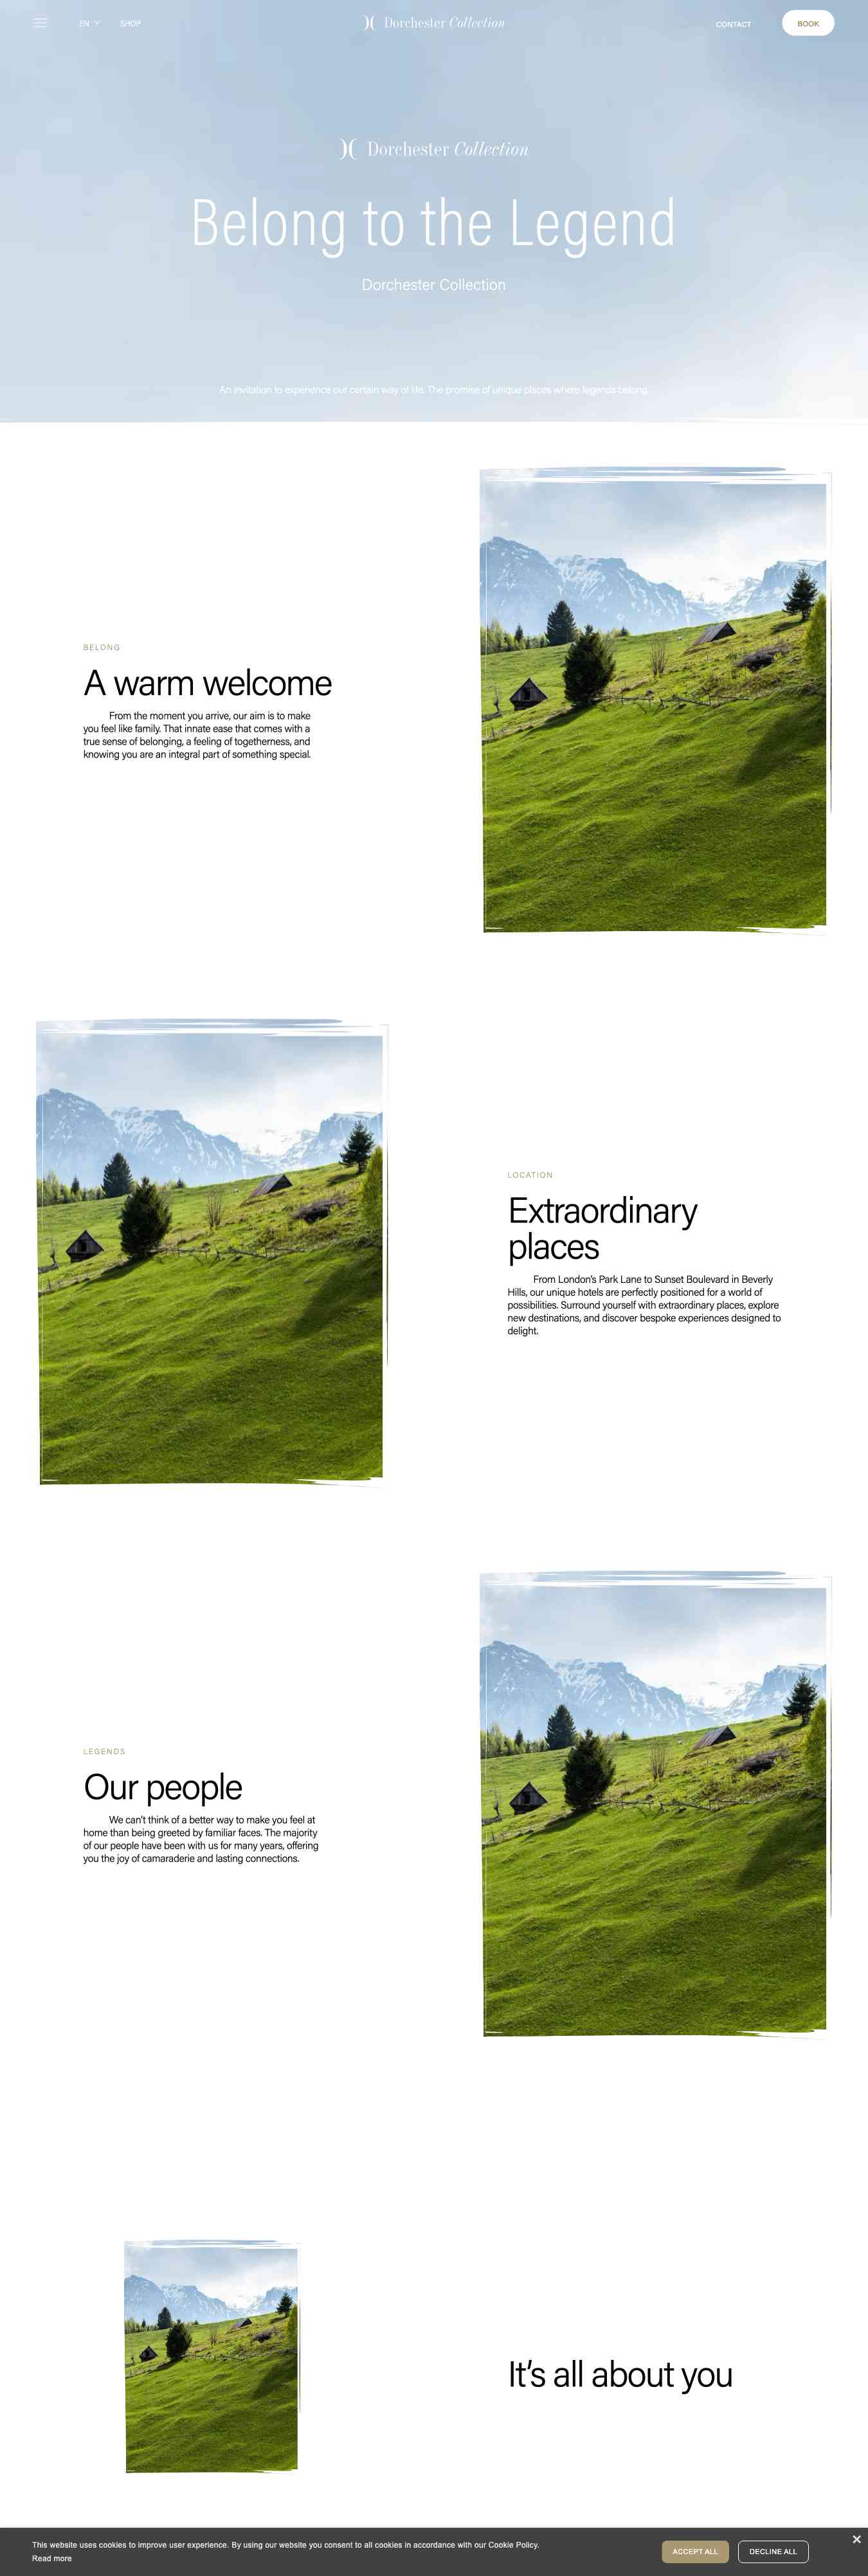 EN
SHOP
Dorchester Collection
CONTACT
BOOK
Dorchester Collection
Belong to the Legend
Dorchester Collection
An invitation to experience our certain way of life. The promise of unique places where legends belong.
BELONG
A warm welcome
From the moment you arrive, our aim is to make
you feel like family. That innate ease that comes with a
true sense of belonging, a feeling of togetherness, and
knowing you are an integral part of something special.
LOCATION
Extraordinary
places
From London's Park Lane to Sunset Boulevard in Beverly
Hills, our unique hotels are perfectly positioned for a world of
possibilities. Surround yourself with extraordinary places, explore
new destinations, and discover bespoke experiences designed to
delight.
LEGENDS
Our people
We can't think of a better way to make you feel at
home than being greeted by familiar faces. The majority
of our people have been with us for many years, offering
you the joy of camaraderie and lasting connections.
It's all about you
This website uses cookies to improve user experience. By using our website you consent to all cookies in accordance with our Cookie Policy.
Read more
ACCEPT ALL
DECLINE ALL